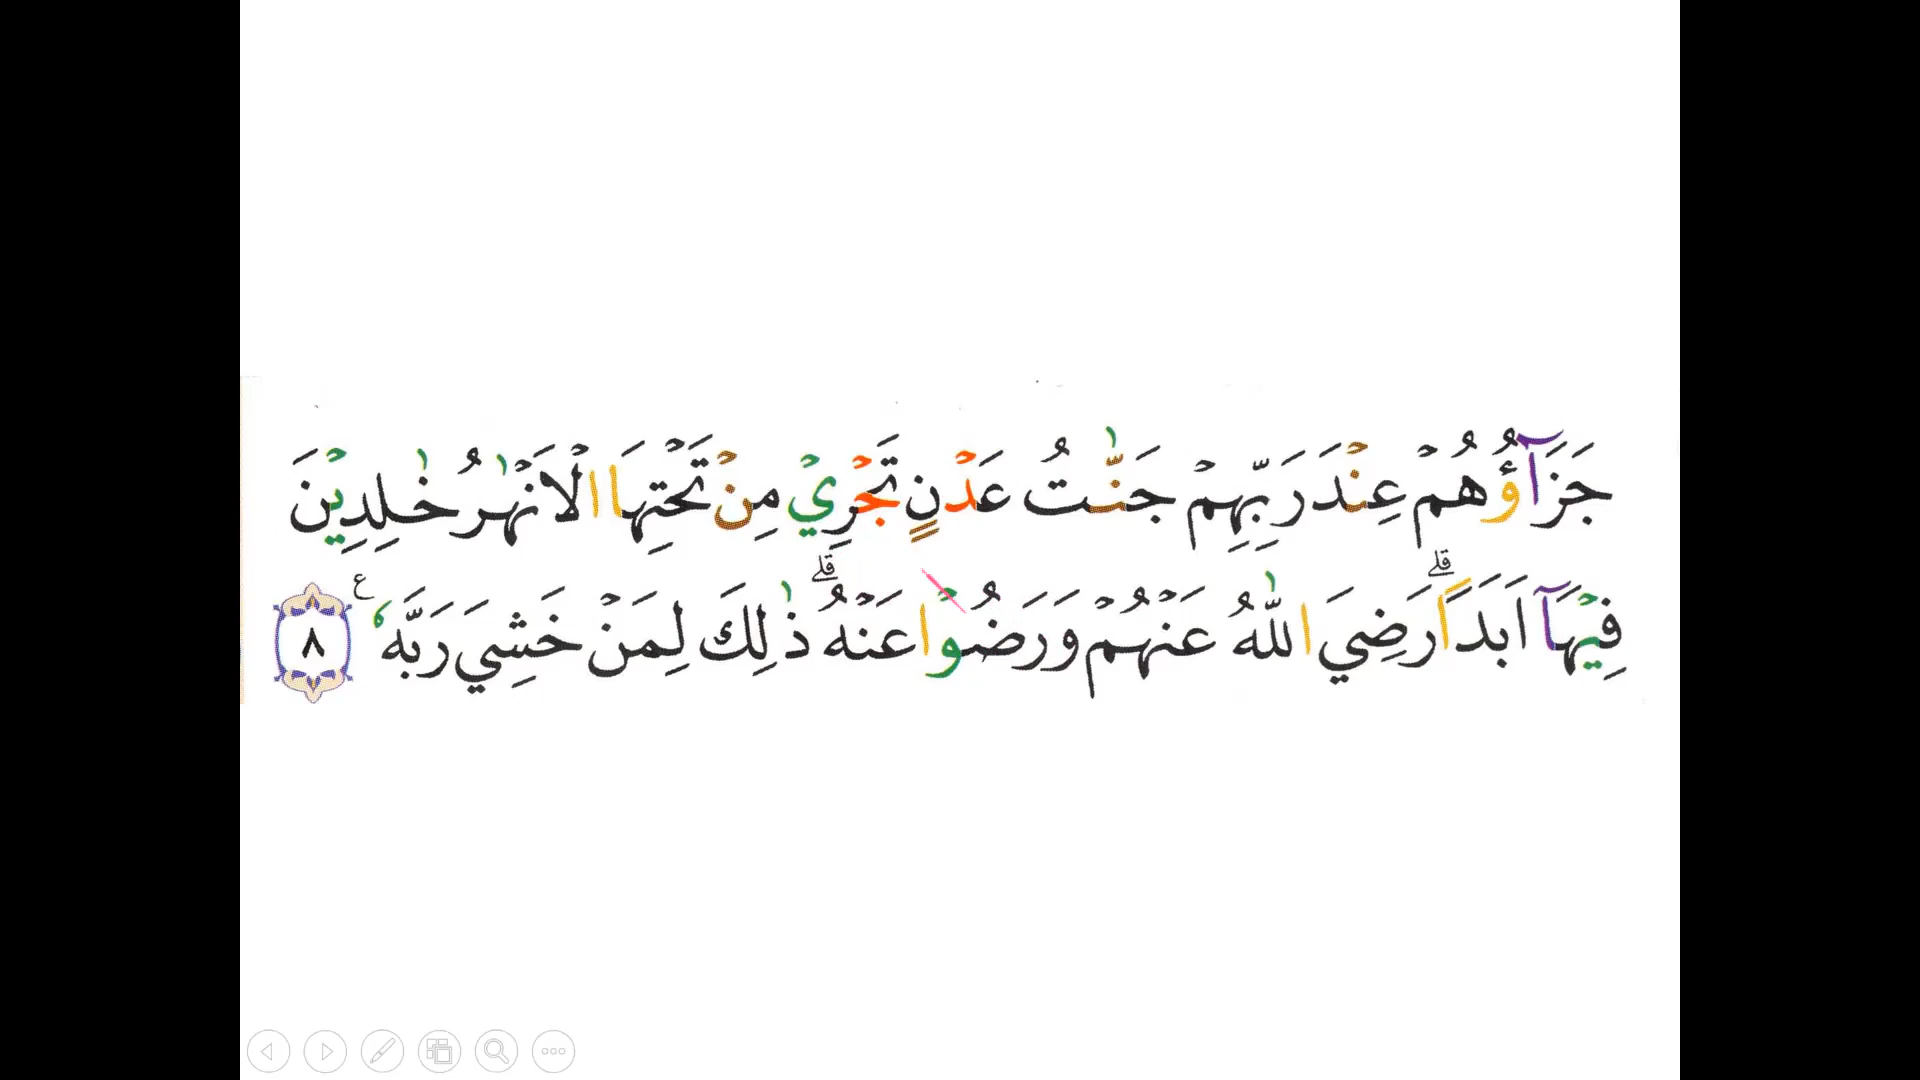 جَزَآؤُهُمْ عِنْدَ رَبِّهِمْ جَنّٰتُ عَدْنٍ تَجْرِيْ مِنْ تَحْتِهَا الْاَنْهٰرُ خٰلِدِيْنَ
فِيْهَآ اَبَدًا ۗ رَضِيَ اللّٰهُ عَنْهُمْ وَرَضُوْا عَنْهُ ۗ ذٰلِكَ لِمَنْ خَشِيَ رَبَّهٗ ࣖ ٨